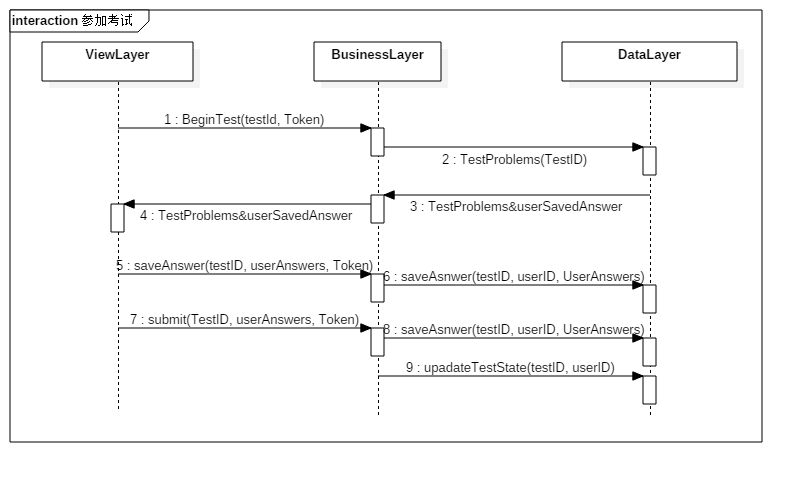 interaction 参加考试
ViewLayer
BusinessLayer
DataLayer
1 : BeginTest(testId, Token)
2 : TestProblems(TestID)
3 : TestProblems&userSavedAnswer
4 : TestProblems&userSavedAnswer
5 : saveAnswer(testID, userAnswers, Token)
6 : saveAsnwer(testID, userID, UserAnswers)
7 : submit(TestID, userAnswers, Token)
8 : saveAsnwer(testID, userID, UserAnswers)
9 : upadateTestState(testID, userID)